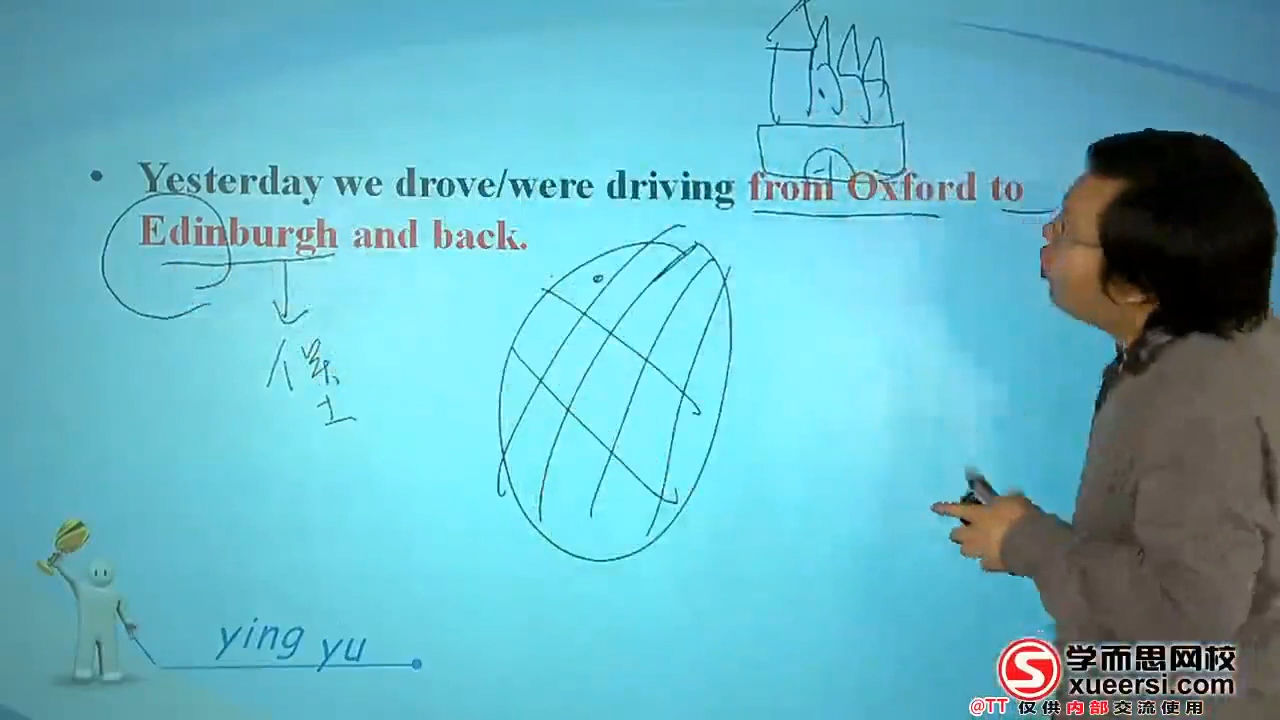 • Yesterday we drove/were driving from Oxford to
Edinburgh and back.
ying yu
学而思网校
xueersi.com
@TT 仅供内部交流使用